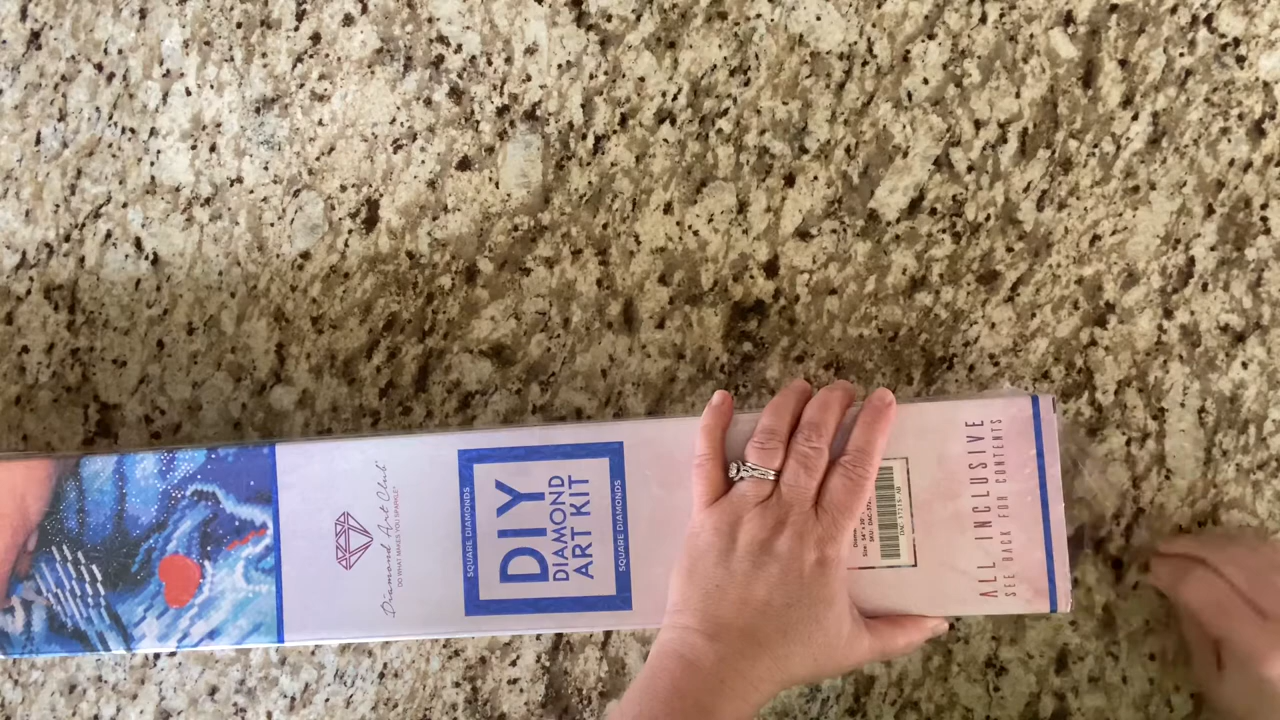 Diamond Art Club
DO WHAT MAKES YOU SPARKLE
SQUARE DIAMONDS
DIY
DIAMOND
ART KIT
SQUARE DIAMONDS
ALL INCLUSIVE
SEE BACK FOR CONTENTS